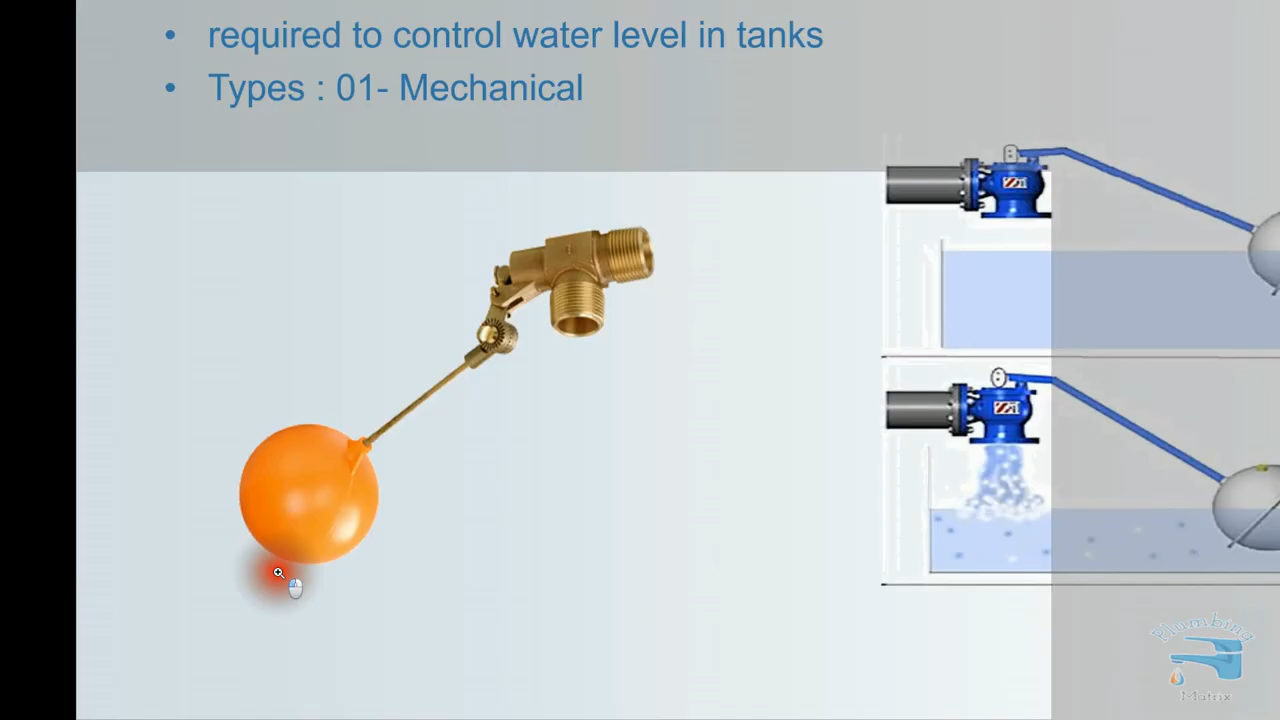 • required to control water level in tanks
• Types : 01- Mechanical
Plumbing
Matrix